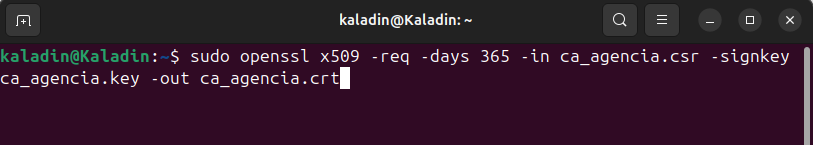 kaladin@Kaladin: ~
kaladin@Kaladin:~$ sudo openssl x509 -req -days 365 -in ca_agencia.csr -signkey
ca_agencia.key -out ca_agencia.crt